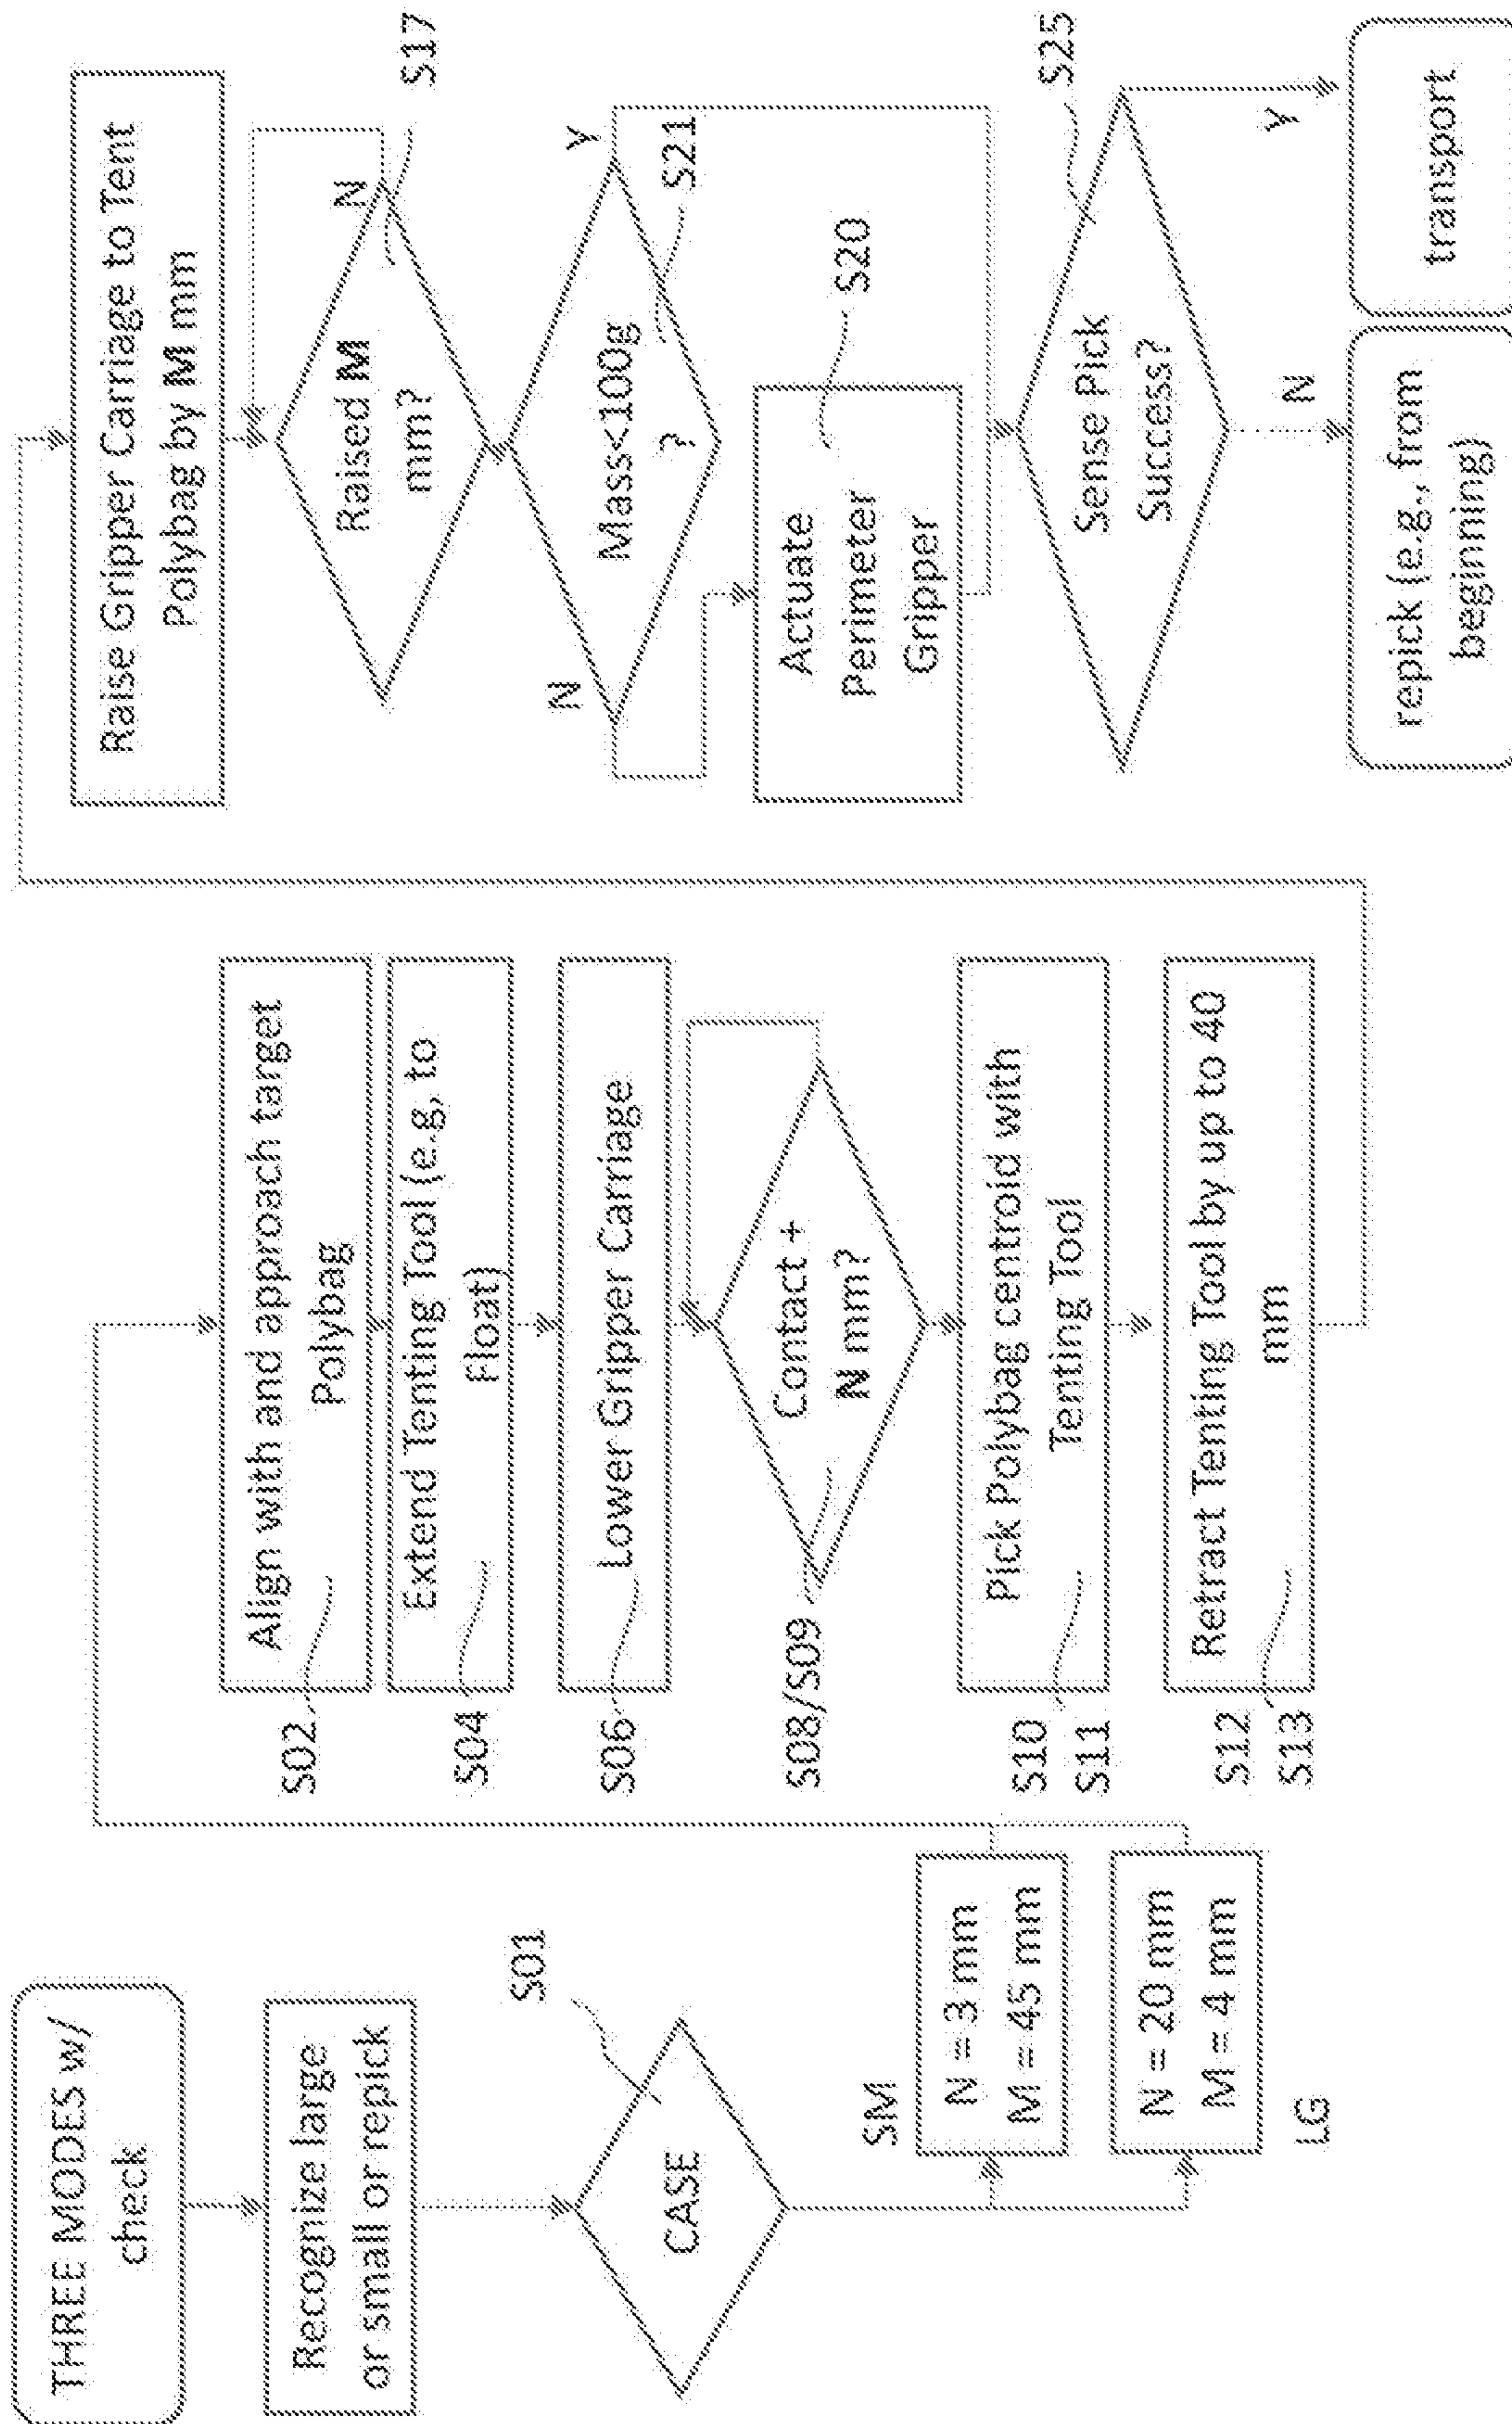 THREE MODES w/
check
Recognize large
or small or repick
CASE
S01
SM
N = 3 mm
M = 45 mm
N = 20 mm
M = 4 mm
LG
Align with and approach target
Polybag
S02
Extend Tenting Tool (e.g, to
Float)
S04
Lower Gripper Carriage
S06
Contact +
N mm?
S08/S09
Pick Polybag centroid with
Tenting Tool
S10
S11
Retract Tenting Tool by up to 40
mm
S12
S13
Raise Gripper Carriage to Tent
Polybag by M mm
Raised M
mm?
N
S17
Mass<100g
?
N
Y
S21
Actuate
Perimeter
Gripper
S20
Sense Pick
Success?
S25
N
Y
repick (e.g., from
beginning)
transport